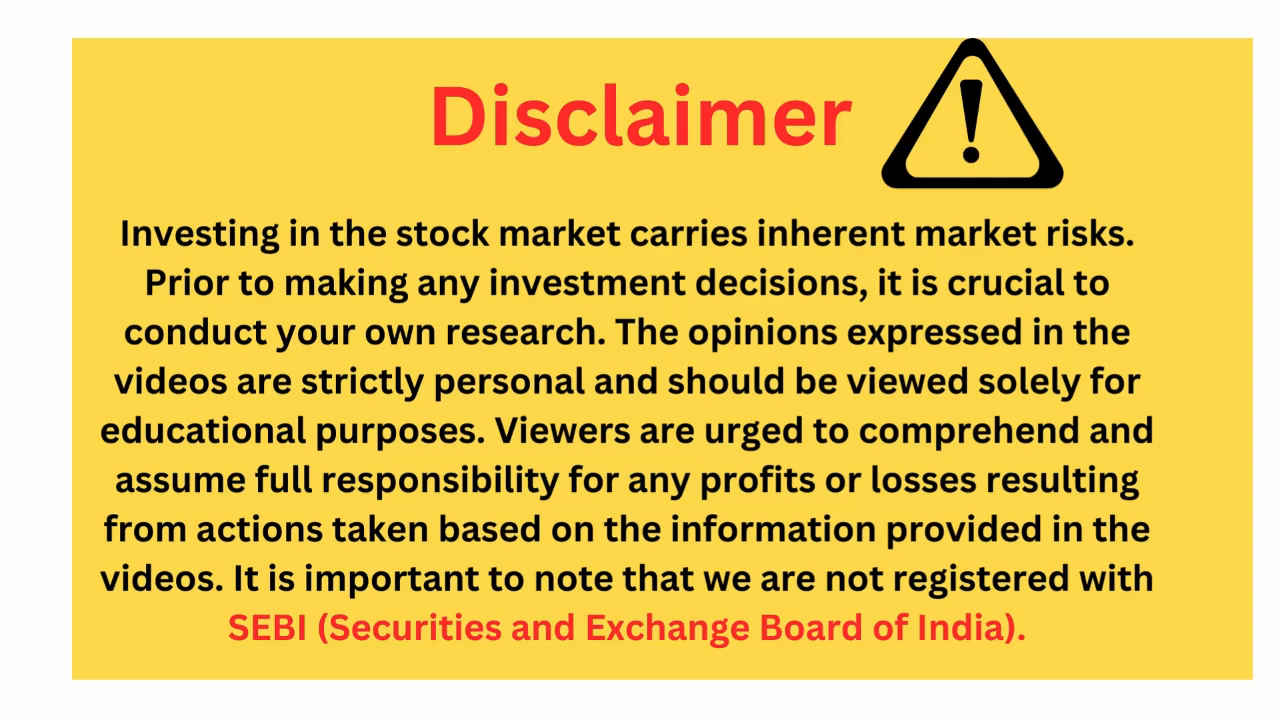 Disclaimer
Investing in the stock market carries inherent market risks.
Prior to making any investment decisions, it is crucial to
conduct your own research. The opinions expressed in the
videos are strictly personal and should be viewed solely for
educational purposes. Viewers are urged to comprehend and
assume full responsibility for any profits or losses resulting
from actions taken based on the information provided in the
videos. It is important to note that we are not registered with
SEBI (Securities and Exchange Board of India).